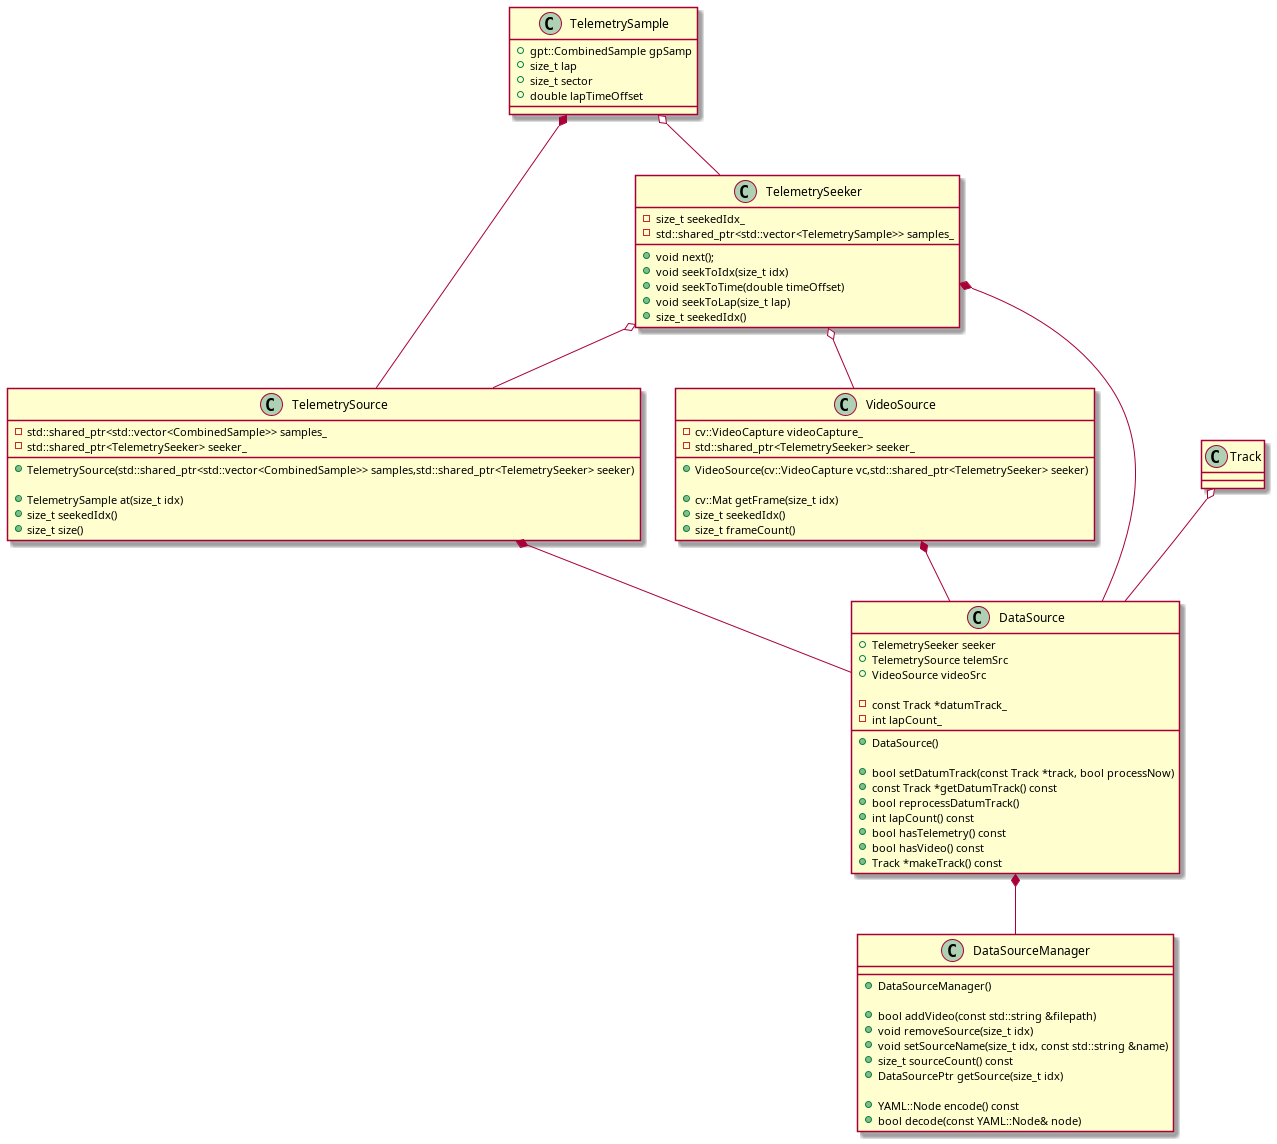 C TelemetrySample
gpt::CombinedSample gpSamp
size_t lap
size_t sector
double lapTimeOffset
C TelemetrySeeker
size_t seekedIdx_
std::shared_ptr<std::vector<TelemetrySample>> samples_
void next();
void seekToIdx(size_t idx)
void seekToTime(double timeOffset)
void seekToLap(size_t lap)
size_t seekedIdx()
C TelemetrySource
std::shared_ptr<std::vector<CombinedSample>> samples_
std::shared_ptr<TelemetrySeeker> seeker_
TelemetrySource(std::shared_ptr<std::vector<CombinedSample>> samples,std::shared_ptr<TelemetrySeeker> seeker)
TelemetrySample at(size_t idx)
size_t seekedIdx()
size_t size()
C VideoSource
cv::VideoCapture videoCapture_
std::shared_ptr<TelemetrySeeker> seeker_
VideoSource(cv::VideoCapture vc,std::shared_ptr<TelemetrySeeker> seeker)
cv::Mat getFrame(size_t idx)
size_t seekedIdx()
size_t frameCount()
C Track
C DataSource
TelemetrySeeker seeker
TelemetrySource telemSrc
VideoSource videoSrc
const Track *datumTrack_
int lapCount_
DataSource()
bool setDatumTrack(const Track *track, bool processNow)
const Track *getDatumTrack() const
bool reprocessDatumTrack()
int lapCount() const
bool hasTelemetry() const
bool hasVideo() const
Track *makeTrack() const
C DataSourceManager
DataSourceManager()
bool addVideo(const std::string &filepath)
void removeSource(size_t idx)
void setSourceName(size_t idx, const std::string &name)
size_t sourceCount() const
DataSourcePtr getSource(size_t idx)
YAML::Node encode() const
bool decode(const YAML::Node& node)